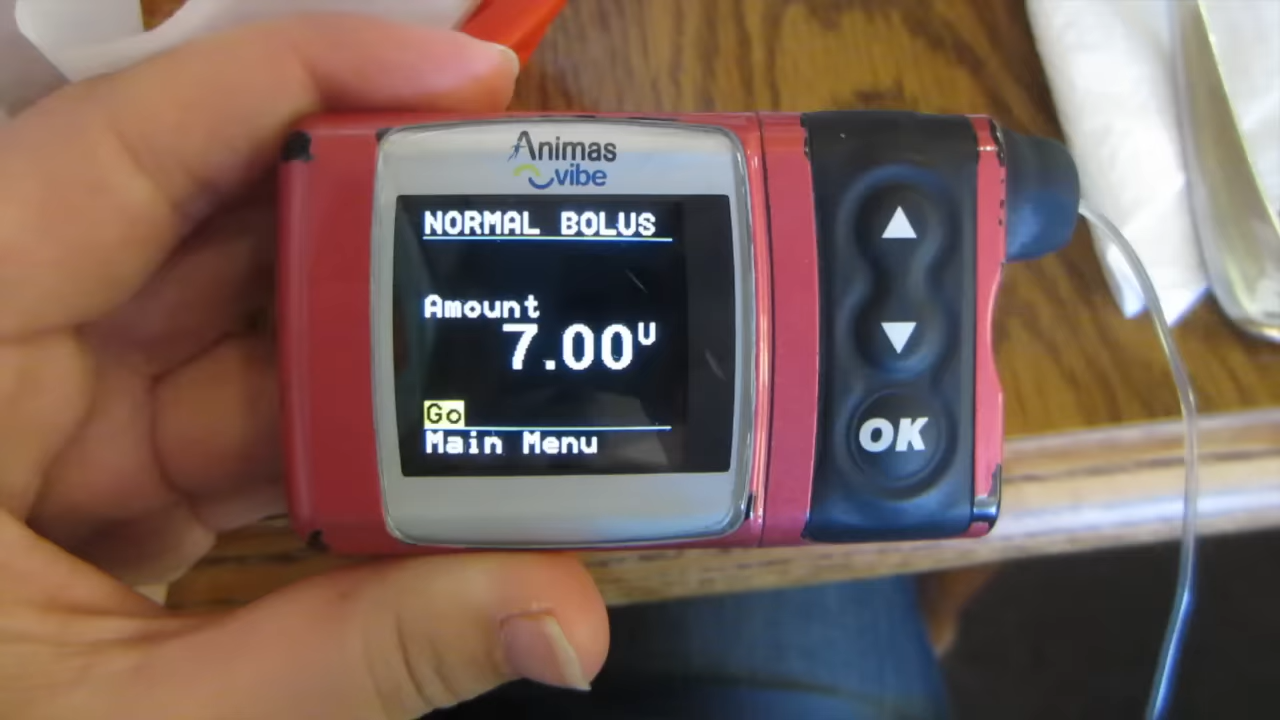 Animas
vibe
NORMAL BOLUS
Amount
7.00U
Go
Main Menu
OK